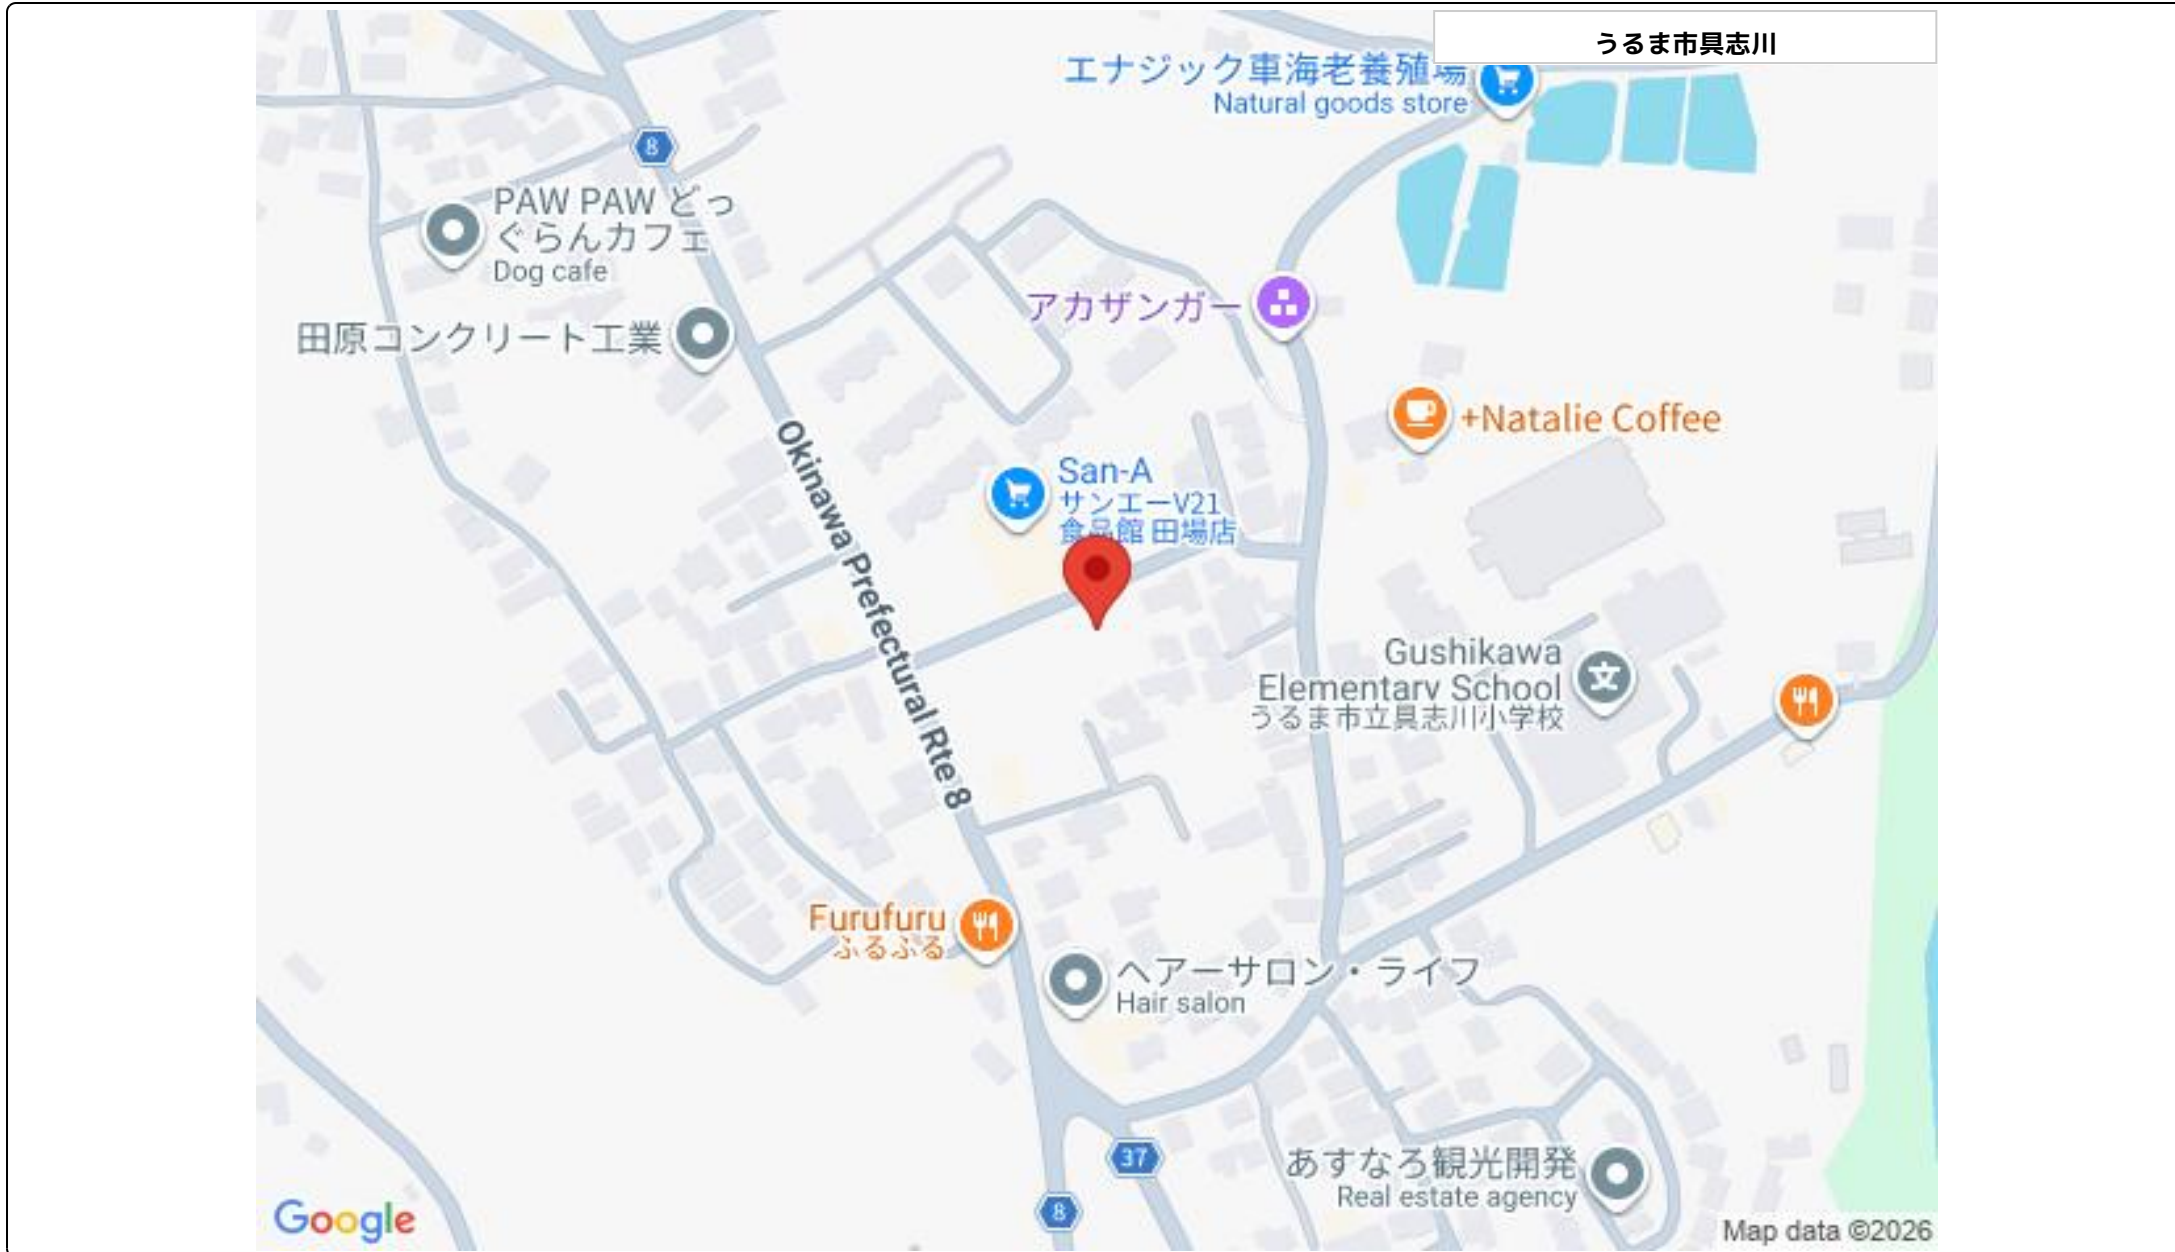 うるま市具志川
エナジック車海老養殖場
Natural goods store
8
PAW PAW どっ
ぐらんカフェ
Dog cafe
アカザンガー
田原コンクリート工業
+Natalie Coffee
Okinawa Prefectural Rte 8
San-A
サンエーV21
食品館 田場店
Gushikawa
Elementary School
うるま市立具志川小学校
Furufuru
ふるふる
ヘアーサロン・ライフ
Hair salon
37
あすなろ観光開発
Real estate agency
8
Google
Map data ©2026